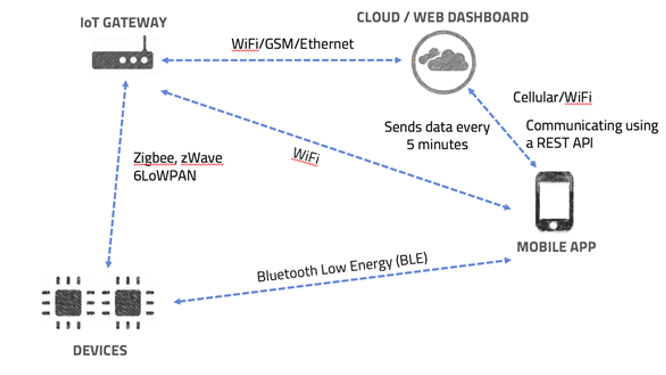 IoT GATEWAY
CLOUD / WEB DASHBOARD
WiFi/GSM/Ethernet
Cellular/WiFi
Sends data every
5 minutes
Communicating using
a REST API
Zigbee, zWave
6LoWPAN
WiFi
MOBILE APP
Bluetooth Low Energy (BLE)
DEVICES